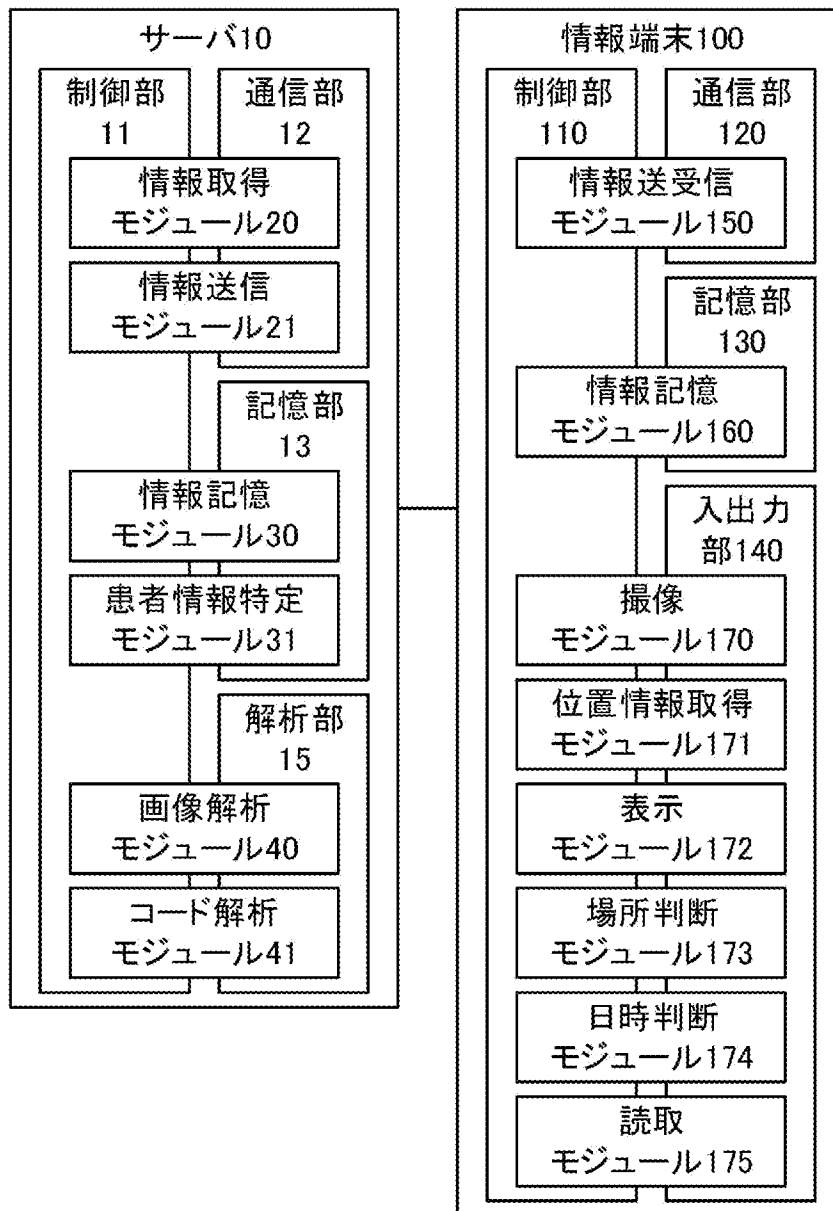 サーバ10
制御部
11
通信部
12
情報取得
モジュール20
情報送信
モジュール21
記憶部
13
情報記憶
モジュール30
患者情報特定
モジュール31
解析部
15
画像解析
モジュール40
コード解析
モジュール41
情報端末100
制御部
110
通信部
120
情報送受信
モジュール150
記憶部
130
情報記憶
モジュール160
入出力
部140
撮像
モジュール170
位置情報取得
モジュール171
表示
モジュール172
場所判断
モジュール173
日時判断
モジュール174
読取
モジュール175